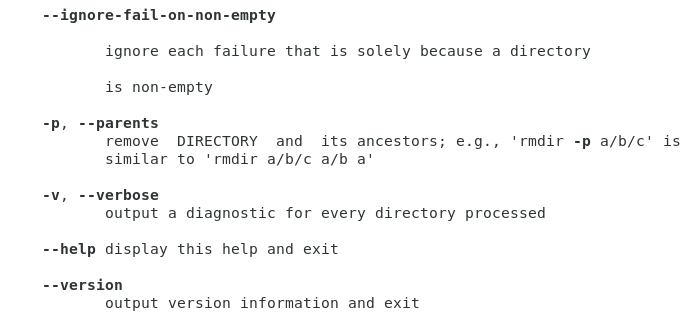 --ignore-fail-on-non-empty
ignore each failure that is solely because a directory
is non-empty
-p, --parents
remove  DIRECTORY  and  its ancestors; e.g., 'rmdir -p a/b/c' is
similar to 'rmdir a/b/c a/b a'
-v, --verbose
output a diagnostic for every directory processed
--help display this help and exit
--version
output version information and exit